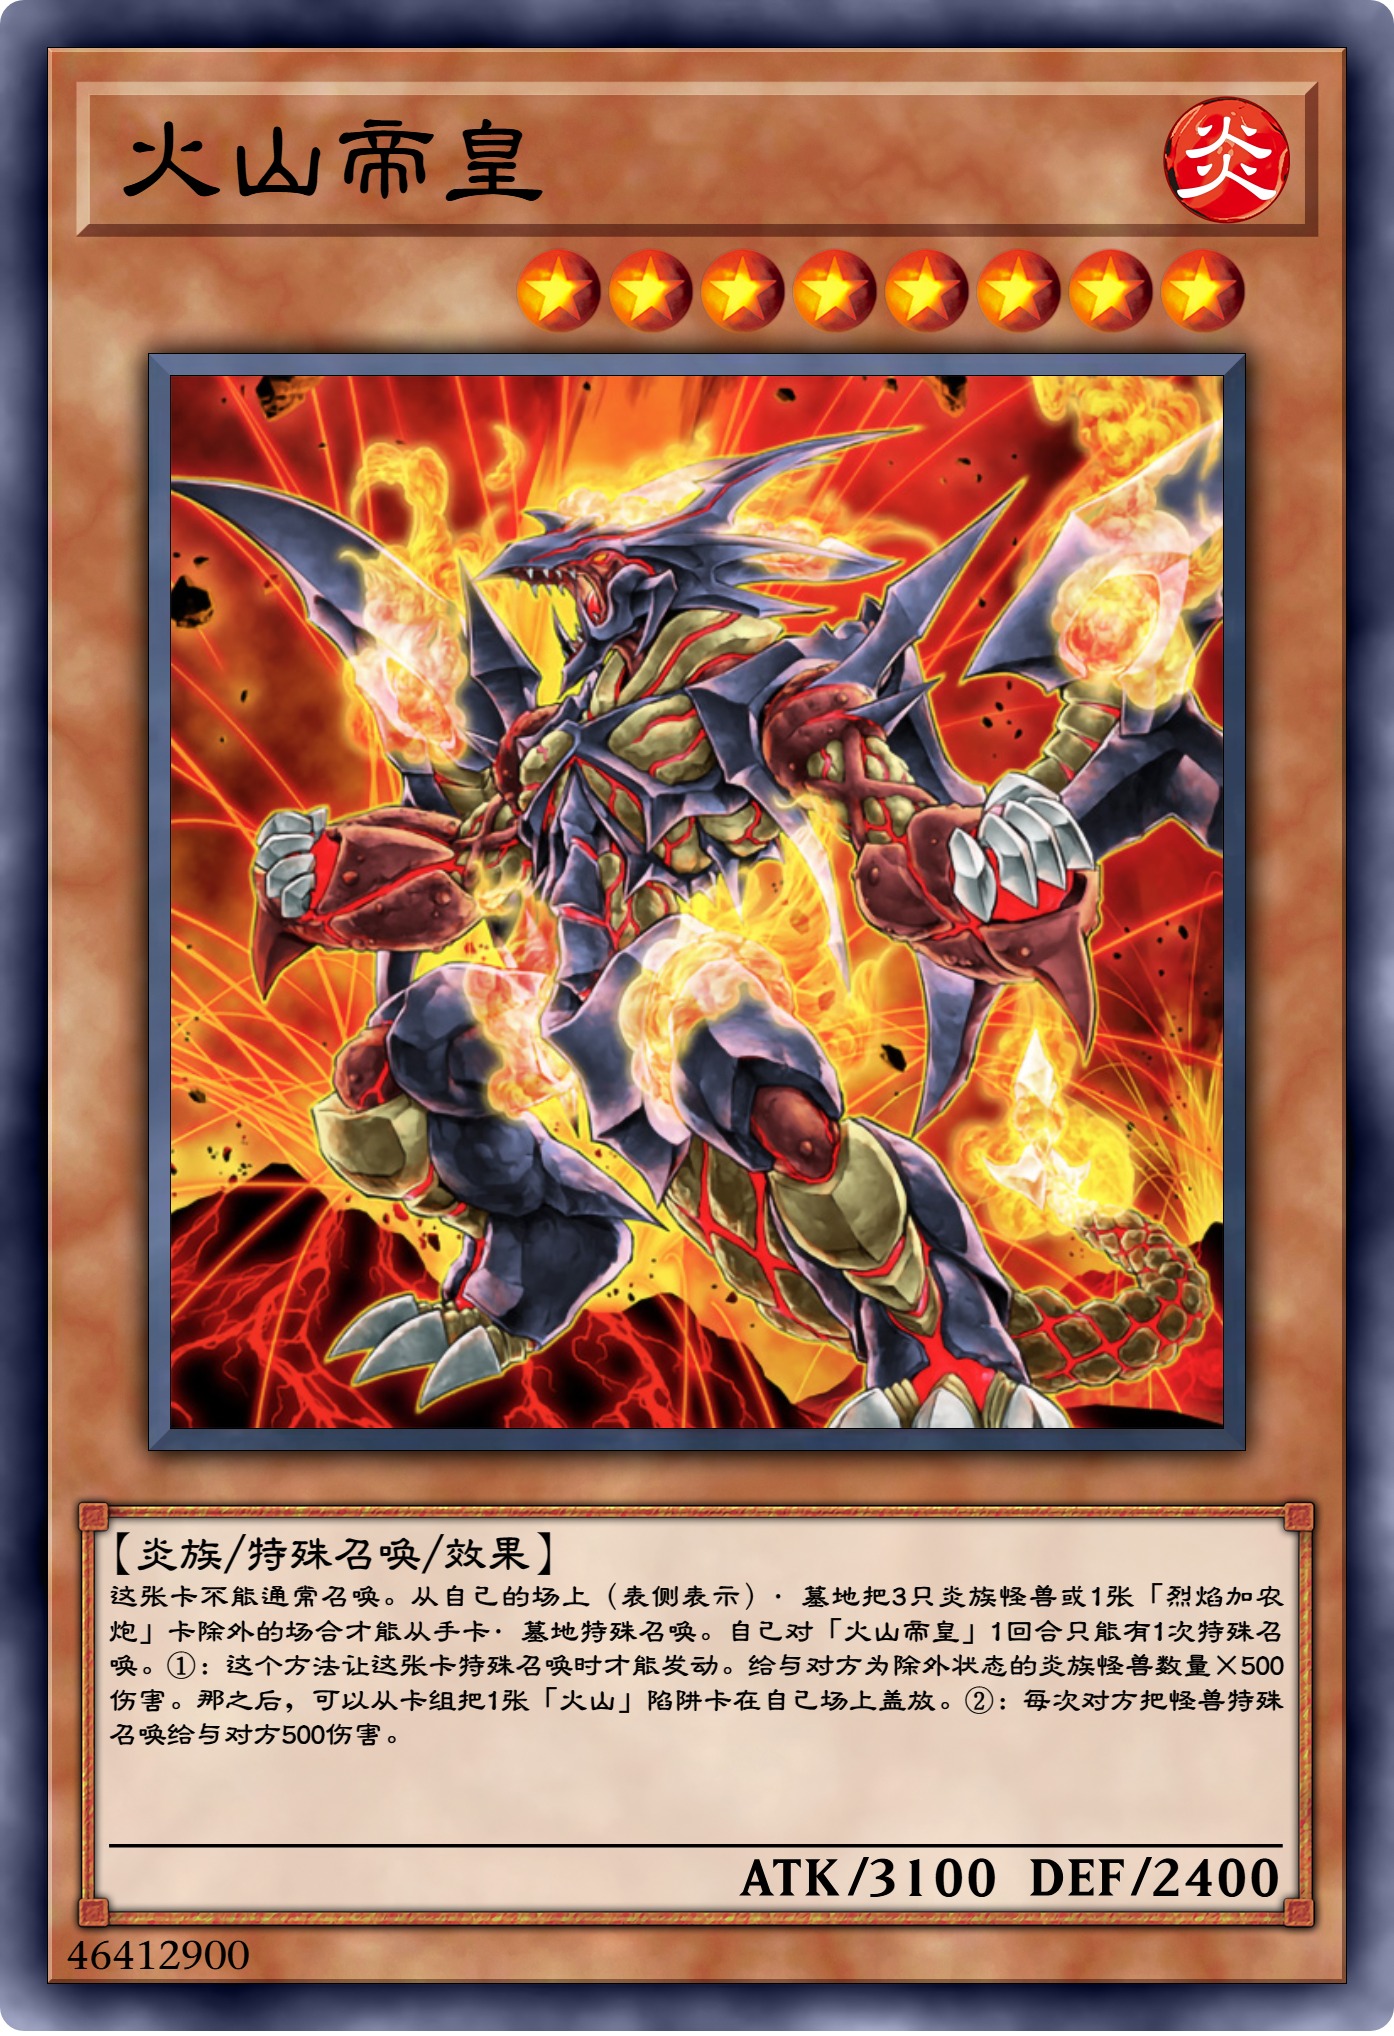 火山帝皇
炎
【炎族/特殊召唤/效果】
这张卡不能通常召唤。从自己的场上（表侧表示）·墓地把3只炎族怪兽或1张「烈焰加农
炮」卡除外的场合才能从手卡·墓地特殊召唤。自己对「火山帝皇」1回合只能有1次特殊召
唤。①：这个方法让这张卡特殊召唤时才能发动。给与对方为除外状态的炎族怪兽数量×500
伤害。那之后，可以从卡组把1张「火山」陷阱卡在自己场上盖放。②：每次对方把怪兽特殊
召唤给与对方500伤害。
ATK/3100 DEF/2400
46412900